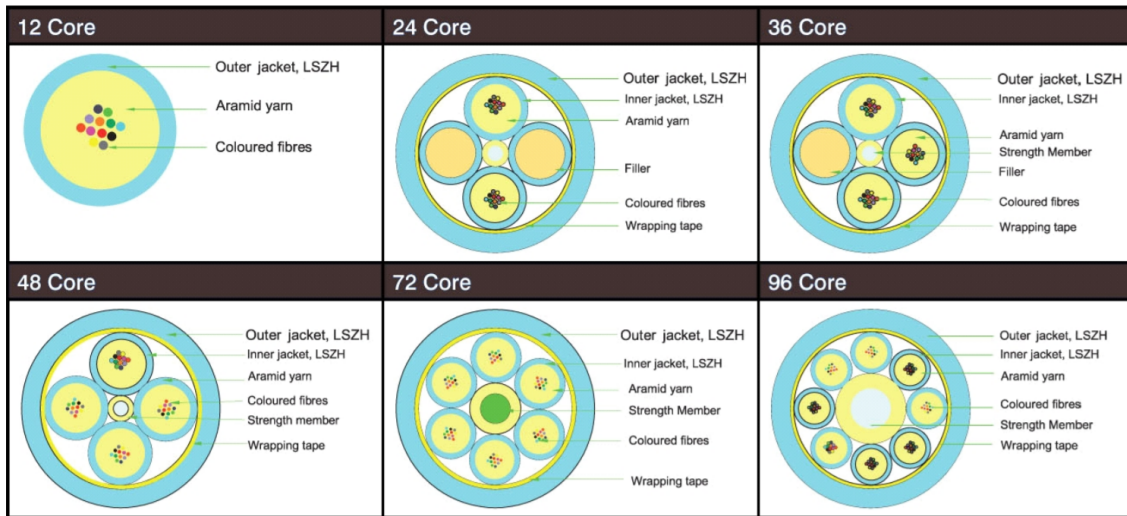 12 Core
Outer jacket, LSZH
Aramid yarn
Coloured fibres
24 Core
Outer jacket, LSZH
Inner jacket, LSZH
Aramid yarn
Filler
Coloured fibres
Wrapping tape
36 Core
Outer jacket, LSZH
Inner jacket, LSZH
Aramid yarn
Strength Member
Filler
Coloured fibres
Wrapping tape
48 Core
Outer jacket, LSZH
Inner jacket, LSZH
Aramid yarn
Coloured fibres
Strength member
Wrapping tape
72 Core
Outer jacket, LSZH
Inner jacket, LSZH
Aramid yarn
Strength Member
Coloured fibres
Wrapping tape
96 Core
Outer jacket, LSZH
Inner jacket, LSZH
Aramid yarn
Coloured fibres
Strength Member
Wrapping tape